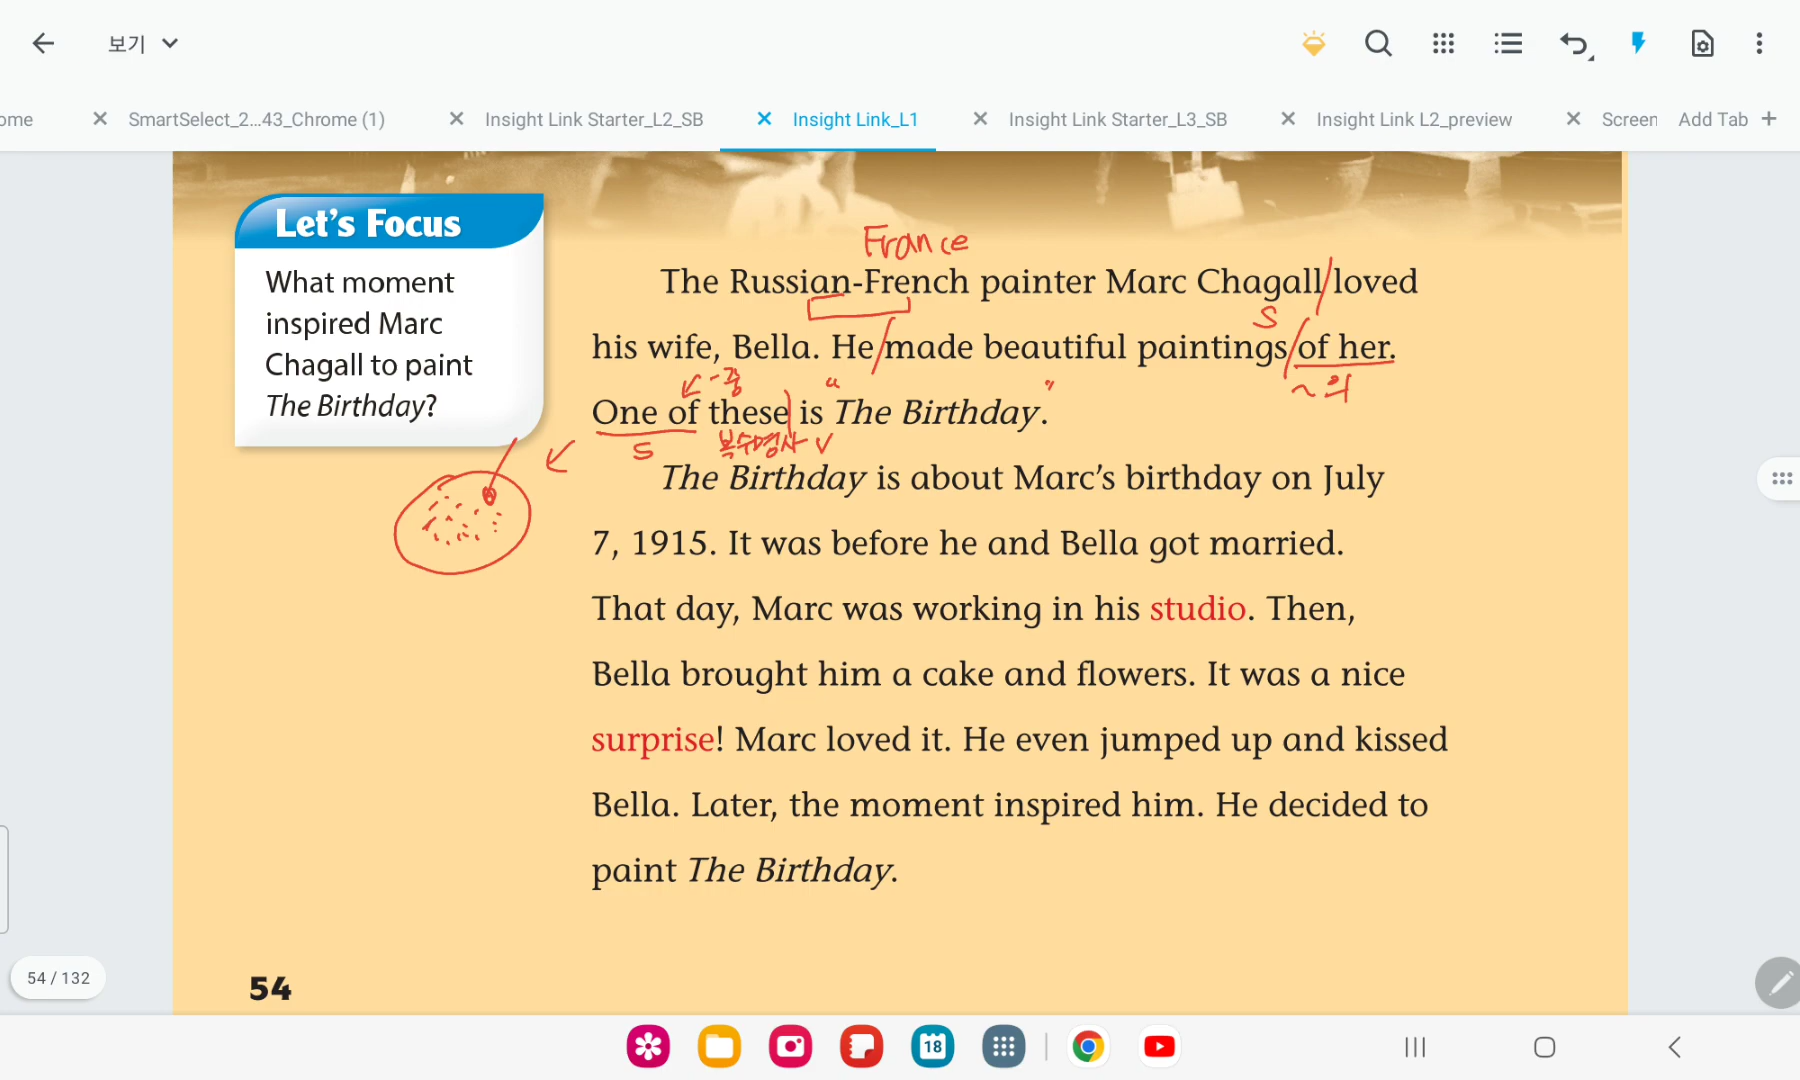 보기
ome
SmartSelect_2...43_Chrome (1)
Insight Link Starter_L2_SB
Insight Link_L1
Insight Link Starter_L3_SB
Insight Link L2_preview
Screen
Add Tab +
Let's Focus
What moment
inspired Marc
Chagall to paint
The Birthday?
France
The Russian-French painter Marc Chagall / loved
S
his wife, Bella. He / made beautiful paintings / of her.
~중
~의
One of these is "The Birthday."
S
복수명사 V
The Birthday is about Marc's birthday on July
7, 1915. It was before he and Bella got married.
That day, Marc was working in his studio. Then,
Bella brought him a cake and flowers. It was a nice
surprise! Marc loved it. He even jumped up and kissed
Bella. Later, the moment inspired him. He decided to
paint The Birthday.
54 / 132
54
18